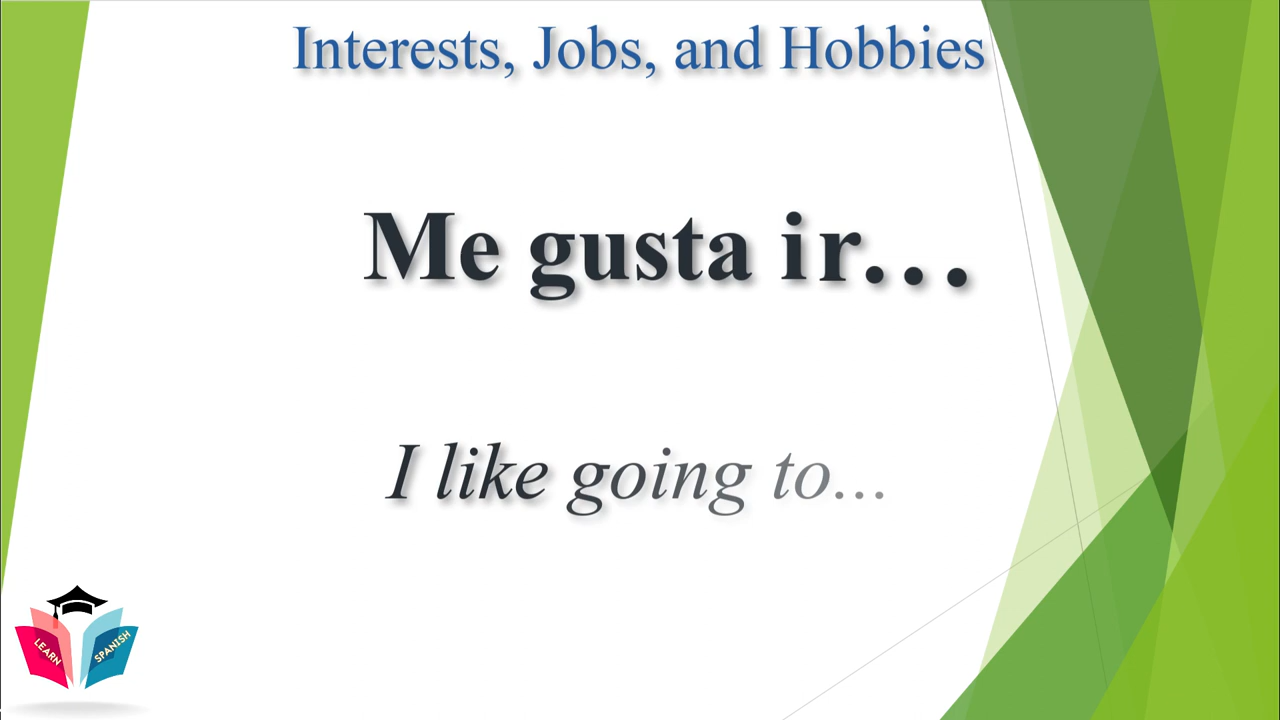 Interests, Jobs, and Hobbies
Me gusta ir...
I like going to...
LEARN SPANISH